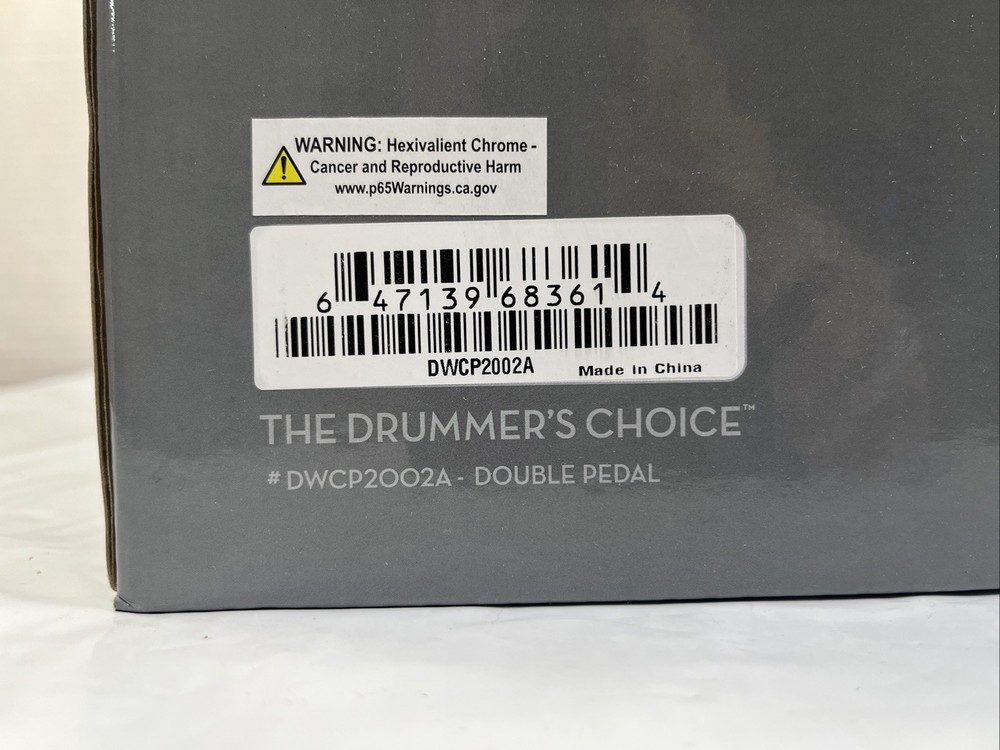 WARNING: Hexivalient Chrome -
Cancer and Reproductive Harm
www.p65Warnings.ca.gov
6 47139 68361 4
DWCP2002A Made in China
THE DRUMMER'S CHOICE™
# DWCP2002A - DOUBLE PEDAL